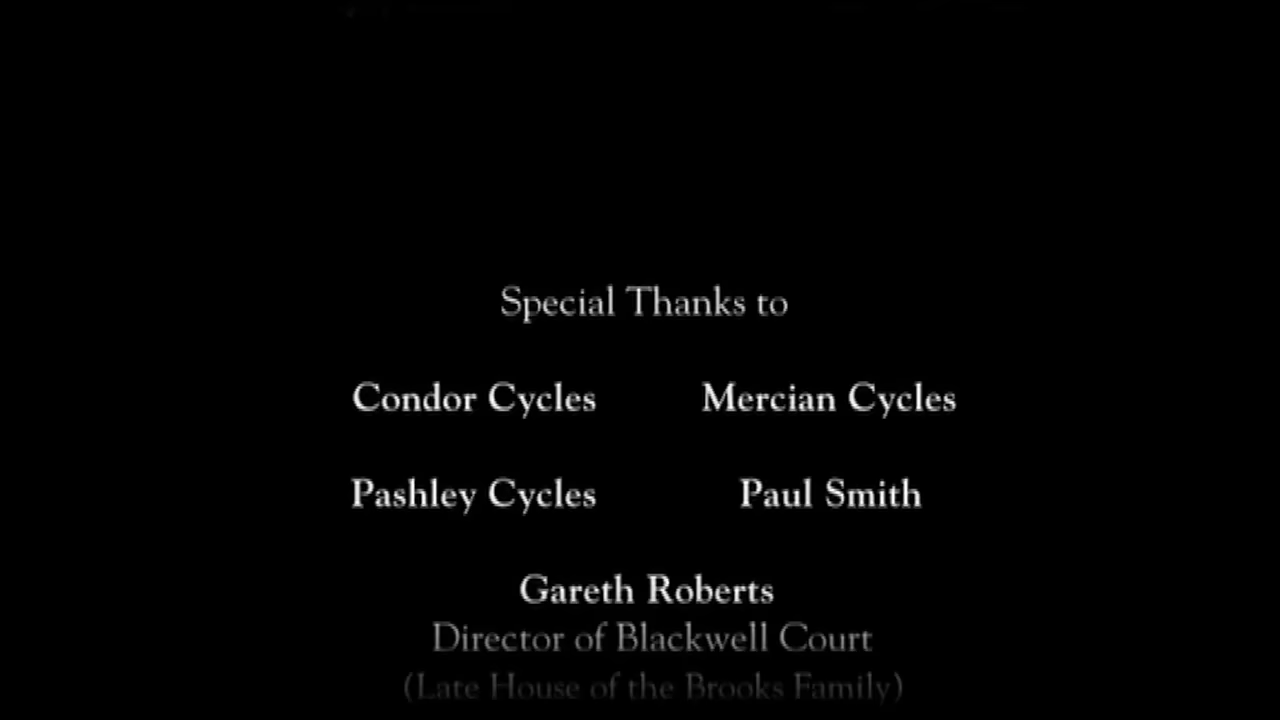 Special Thanks to
Condor Cycles Mercian Cycles
Pashley Cycles Paul Smith
Gareth Roberts
Director of Blackwell Court
(Late House of the Brooks Family)